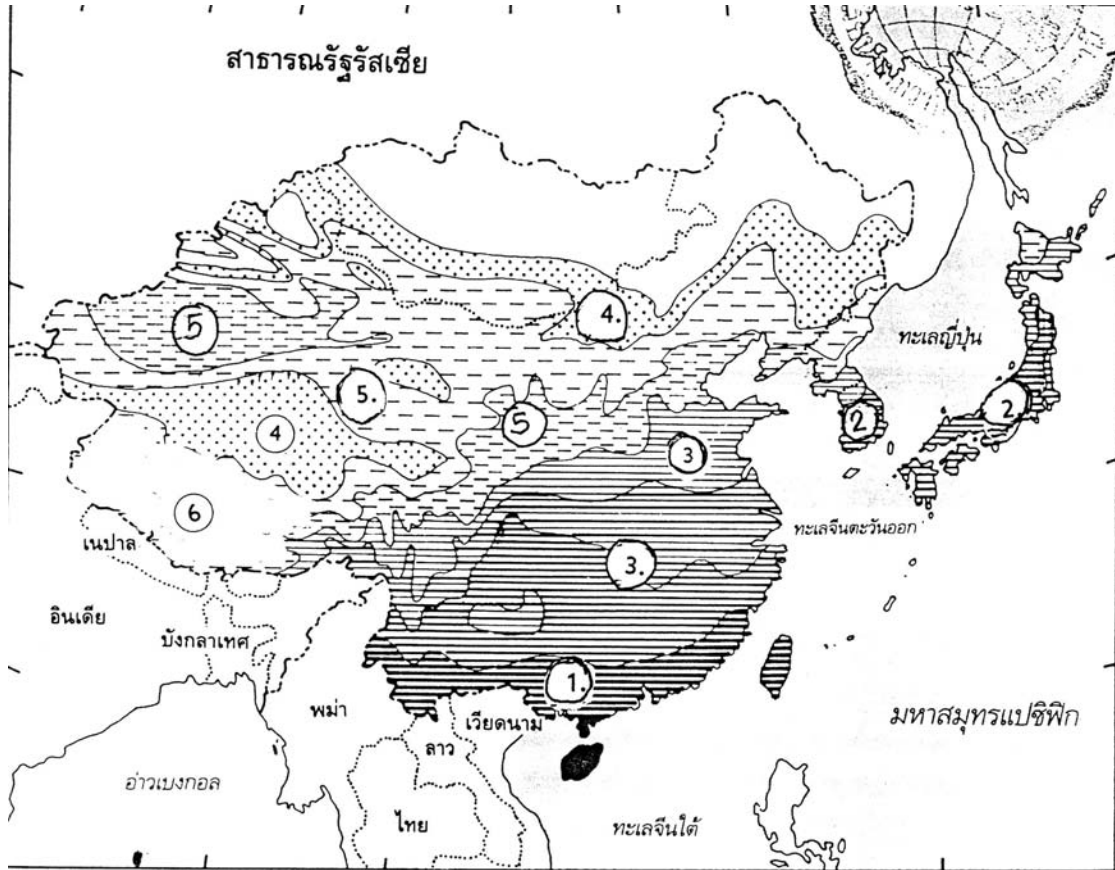 สาธารณรัฐรัสเซีย
4.
5
ทะเลญี่ปุ่น
5.
2
2
5
4
3
6
ทะเลจีนตะวันออก
เนปาล
3.
อินเดีย
บังกลาเทศ
1.
พม่า
เวียดนาม
มหาสมุทรแปซิฟิก
ลาว
อ่าวเบงกอล
ไทย
ทะเลจีนใต้